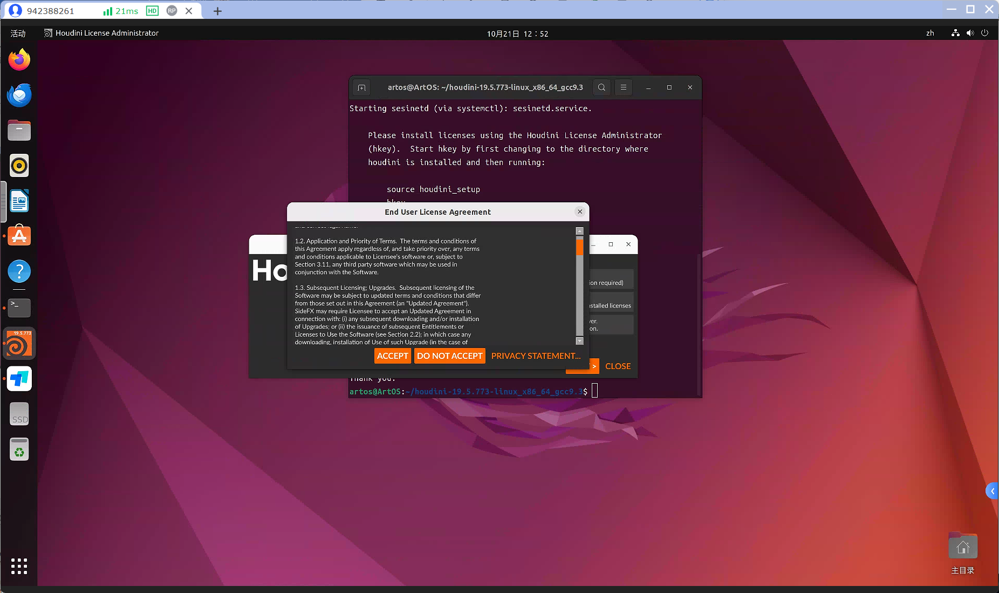 942388261
21ms
HD
RP
活动
Houdini License Administrator
10月21日 12：52
zh
artos@ArtOS: ~/houdini-19.5.773-linux_x86_64_gcc9.3
Starting sesinetd (via systemctl): sesinetd.service.
Please install licenses using the Houdini License Administrator
(hkey).  Start hkey by first changing to the directory where
houdini is installed and then running:
source houdini_setup
hkey
End User License Agreement
1.2. Application and Priority of Terms.  The terms and conditions of
this Agreement apply regardless of, and take priority over, any terms
and conditions applicable to Licensee's software or, subject to
Section 3.11, any third party software which may be used in
conjunction with the Software.
1.3. Subsequent Licensing; Upgrades.  Subsequent licensing of the
Software may be subject to updated terms and conditions that differ
from those set out in this Agreement (an "Updated Agreement").
SideFX may require Licensee to accept an Updated Agreement in
connection with: (i) any subsequent downloading and/or installation
of Upgrades; or (ii) the issuance of subsequent Entitlements or
Licenses to Use the Software (see Section 2.2); in which case any
downloading, installation of Use of such Upgrade (in the case of
ACCEPT
DO NOT ACCEPT
PRIVACY STATEMENT...
Ho
ion required)
nstalled licenses
ver.
on.
>
CLOSE
Thank you.
artos@ArtOS:~/houdini-19.5.773-linux_x86_64_gcc9.3$
19.5.773
SSD
主目录